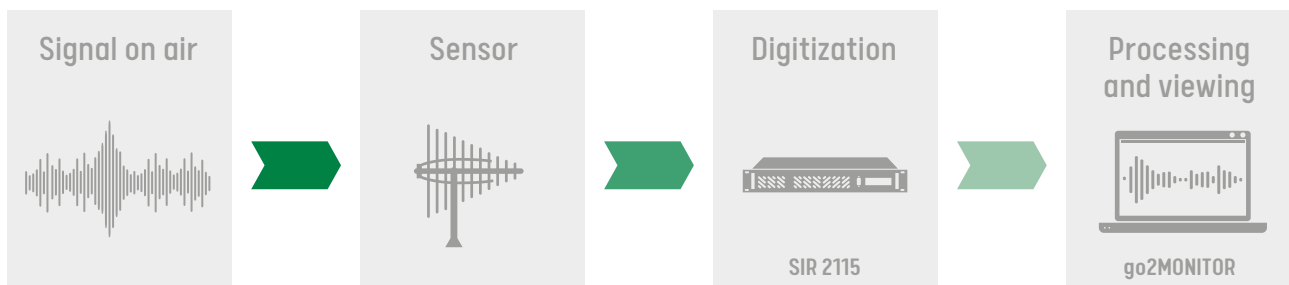 Signal on air
Sensor
Digitization
SIR 2115
Processing
and viewing
go2MONITOR